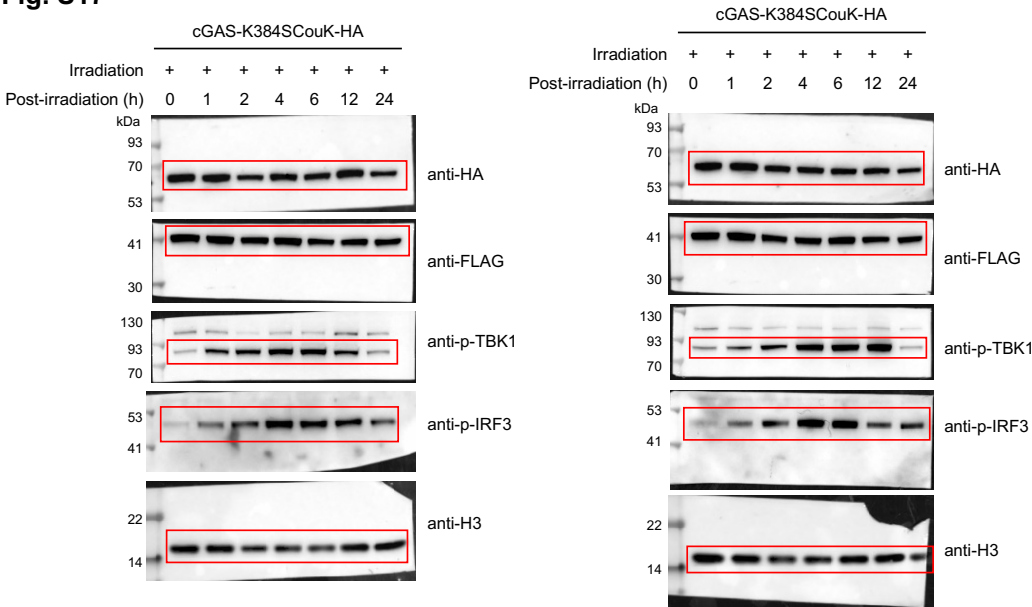 cGAS-K384SCouK-HA
Irradiation + + + + + + +
Post-irradiation (h) 0 1 2 4 6 12 24
kDa
93
70
53
anti-HA
41
30
anti-FLAG
130
93
70
anti-p-TBK1
53
41
anti-p-IRF3
22
14
anti-H3
cGAS-K384SCouK-HA
Irradiation + + + + + + +
Post-irradiation (h) 0 1 2 4 6 12 24
kDa
93
70
53
anti-HA
41
30
anti-FLAG
130
93
70
anti-p-TBK1
53
41
anti-p-IRF3
22
14
anti-H3